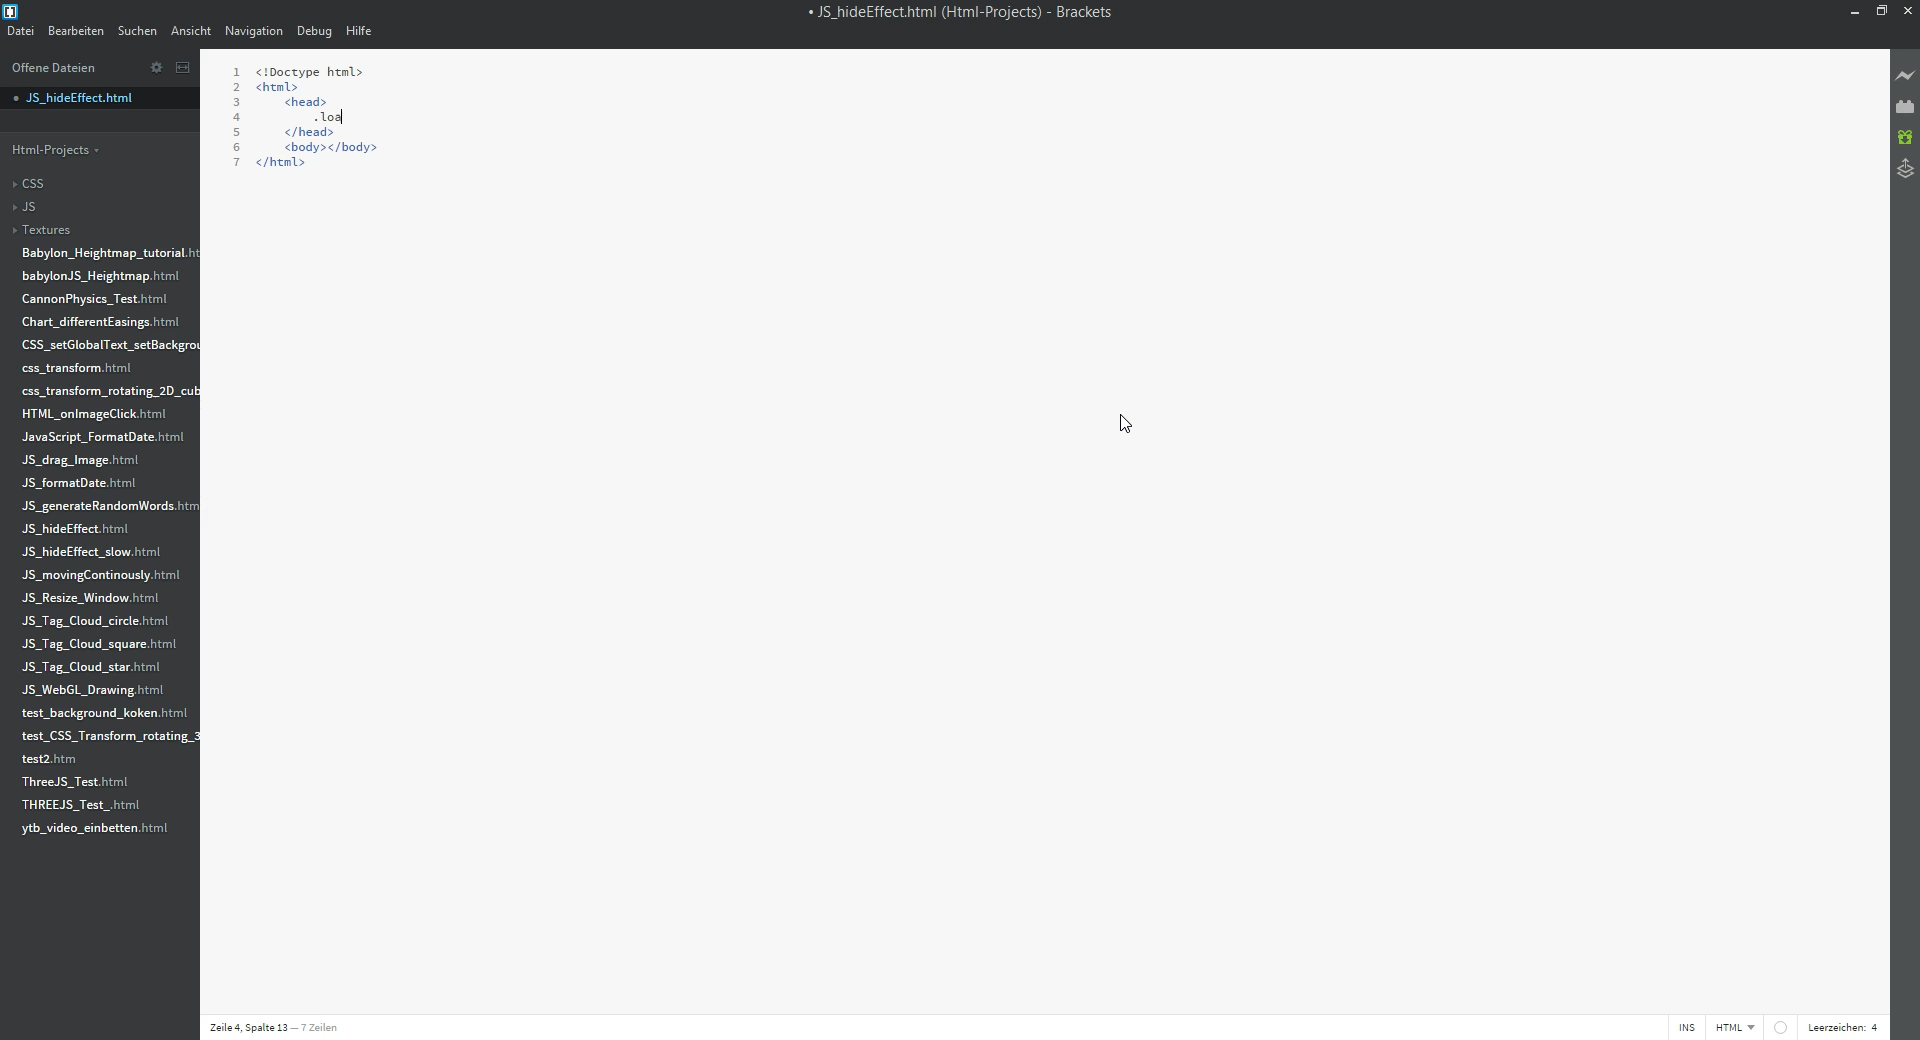 • JS_hideEffect.html (Html-Projects) - Brackets
Datei Bearbeiten Suchen Ansicht Navigation Debug Hilfe
Offene Dateien
• JS_hideEffect.html
Html-Projects
CSS
JS
Textures
Babylon_Heightmap_tutorial.ht
babylonJS_Heightmap.html
CannonPhysics_Test.html
Chart_differentEasings.html
CSS_setGlobalText_setBackgrou
css_transform.html
css_transform_rotating_2D_cub
HTML_onImageClick.html
JavaScript_FormatDate.html
JS_drag_Image.html
JS_formatDate.html
JS_generateRandomWords.htm
JS_hideEffect.html
JS_hideEffect_slow.html
JS_movingContinously.html
JS_Resize_Window.html
JS_Tag_Cloud_circle.html
JS_Tag_Cloud_square.html
JS_Tag_Cloud_star.html
JS_WebGL_Drawing.html
test_background_koken.html
test_CSS_Transform_rotating_3
test2.htm
ThreeJS_Test.html
THREEJS_Test_.html
ytb_video_einbetten.html
1 <!Doctype html>
2 <html>
3 <head>
4 .loa
5 </head>
6 <body></body>
7 </html>
Zeile 4, Spalte 13 — 7 Zeilen
INS HTML Leerzeichen: 4